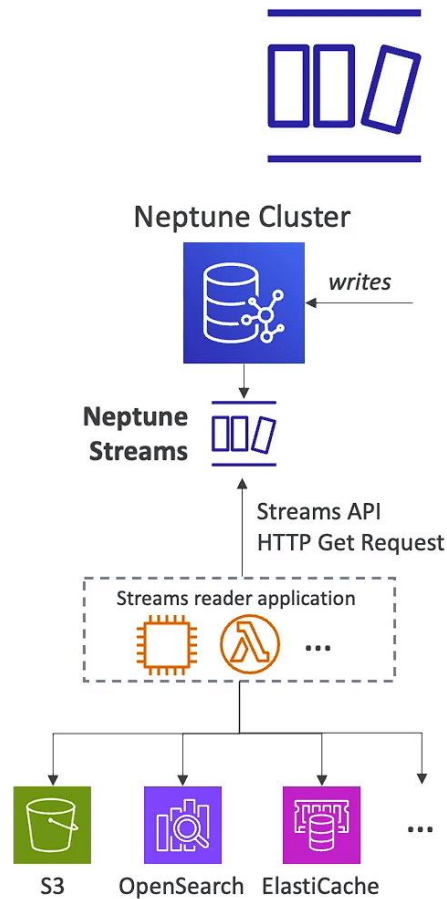 Neptune Cluster
writes
Neptune
Streams
Streams API
HTTP Get Request
Streams reader application
...
S3
OpenSearch
ElastiCache
...